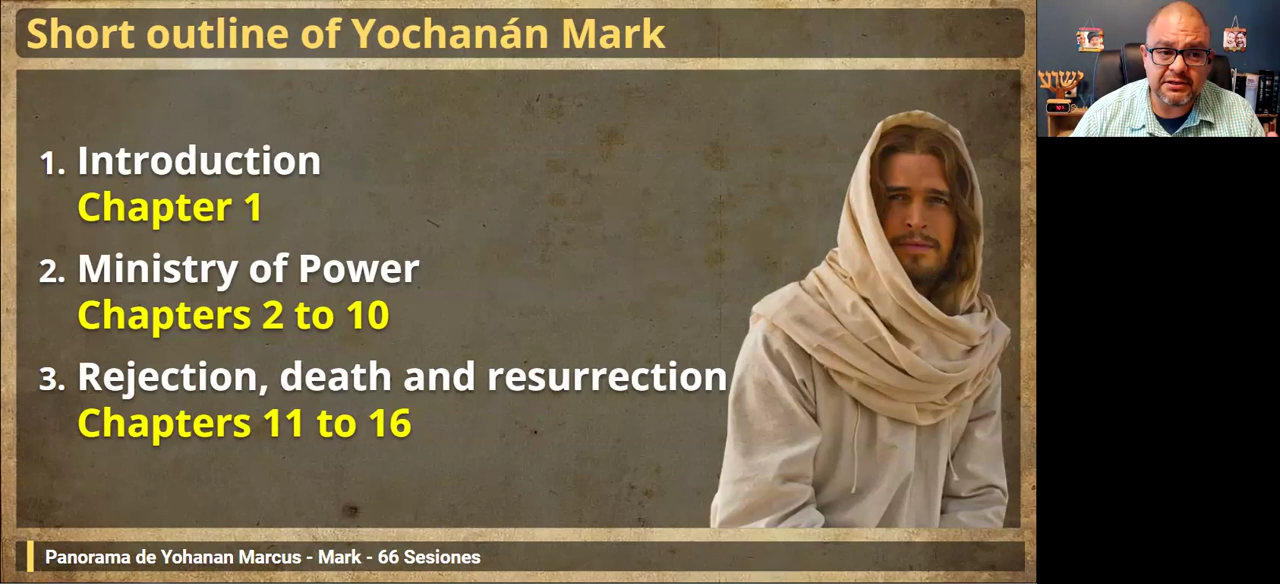 Short outline of Yochanán Mark
1. Introduction
Chapter 1
2. Ministry of Power
Chapters 2 to 10
3. Rejection, death and resurrection
Chapters 11 to 16
Panorama de Yohanan Marcus - Mark - 66 Sesiones
ישוע